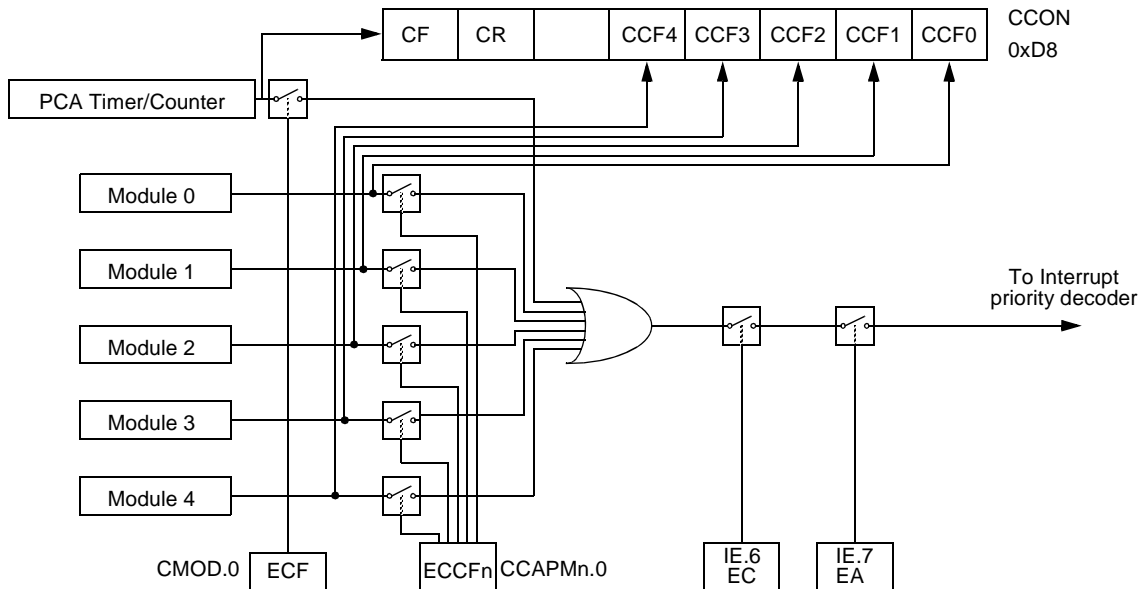 CF CR CCF4 CCF3 CCF2 CCF1 CCF0 CCON
0xD8
PCA Timer/Counter
Module 0
Module 1
Module 2
Module 3
Module 4
To Interrupt
priority decoder
CMOD.0 ECF
ECCFn CCAPMn.0
IE.6
EC
IE.7
EA